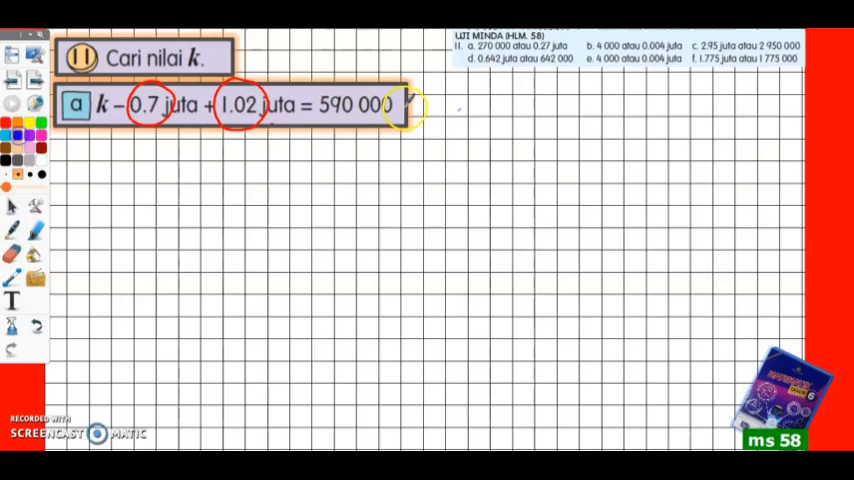 UJI MINDA (HLM. 58)
11. a. 270 000 atau 0.27 juta b. 4 000 atau 0.004 juta c. 2.95 juta atau 2 950 000
d. 0.642 juta atau 642 000 e. 4 000 atau 0.004 juta f. 1.775 juta atau 1 775 000
11 Cari nilai k.
a k – 0.7 juta + 1.02 juta = 590 000
T
MATEMATIK
6
RECORDED WITH
SCREENCAST MATIC
ms 58